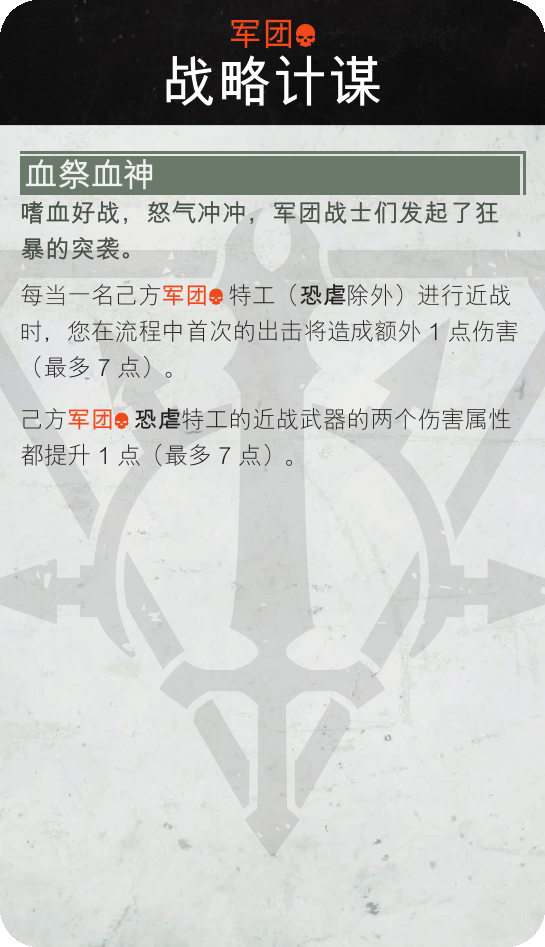 军团
战略计谋
血祭血神
嗜血好战，怒气冲冲，军团战士们发起了狂
暴的突袭。
每当一名己方军团特工（恐虐除外）进行近战
时，您在流程中首次的出击将造成额外 1 点伤害
（最多 7 点）。
己方军团恐虐特工的近战武器的两个伤害属性
都提升 1 点（最多 7 点）。